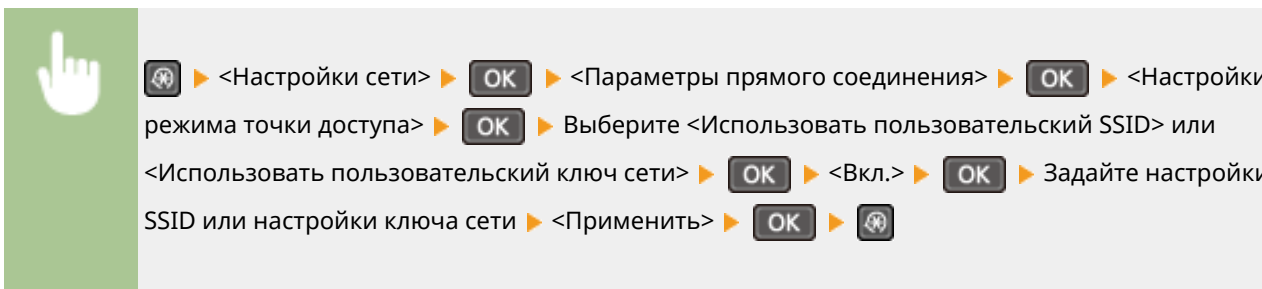 <Настройки сети> OK <Параметры прямого соединения> OK <Настройки
режима точки доступа> OK Выберите <Использовать пользовательский SSID> или
<Использовать пользовательский ключ сети> OK <Вкл.> OK Задайте настройки
SSID или настройки ключа сети <Применить> OK